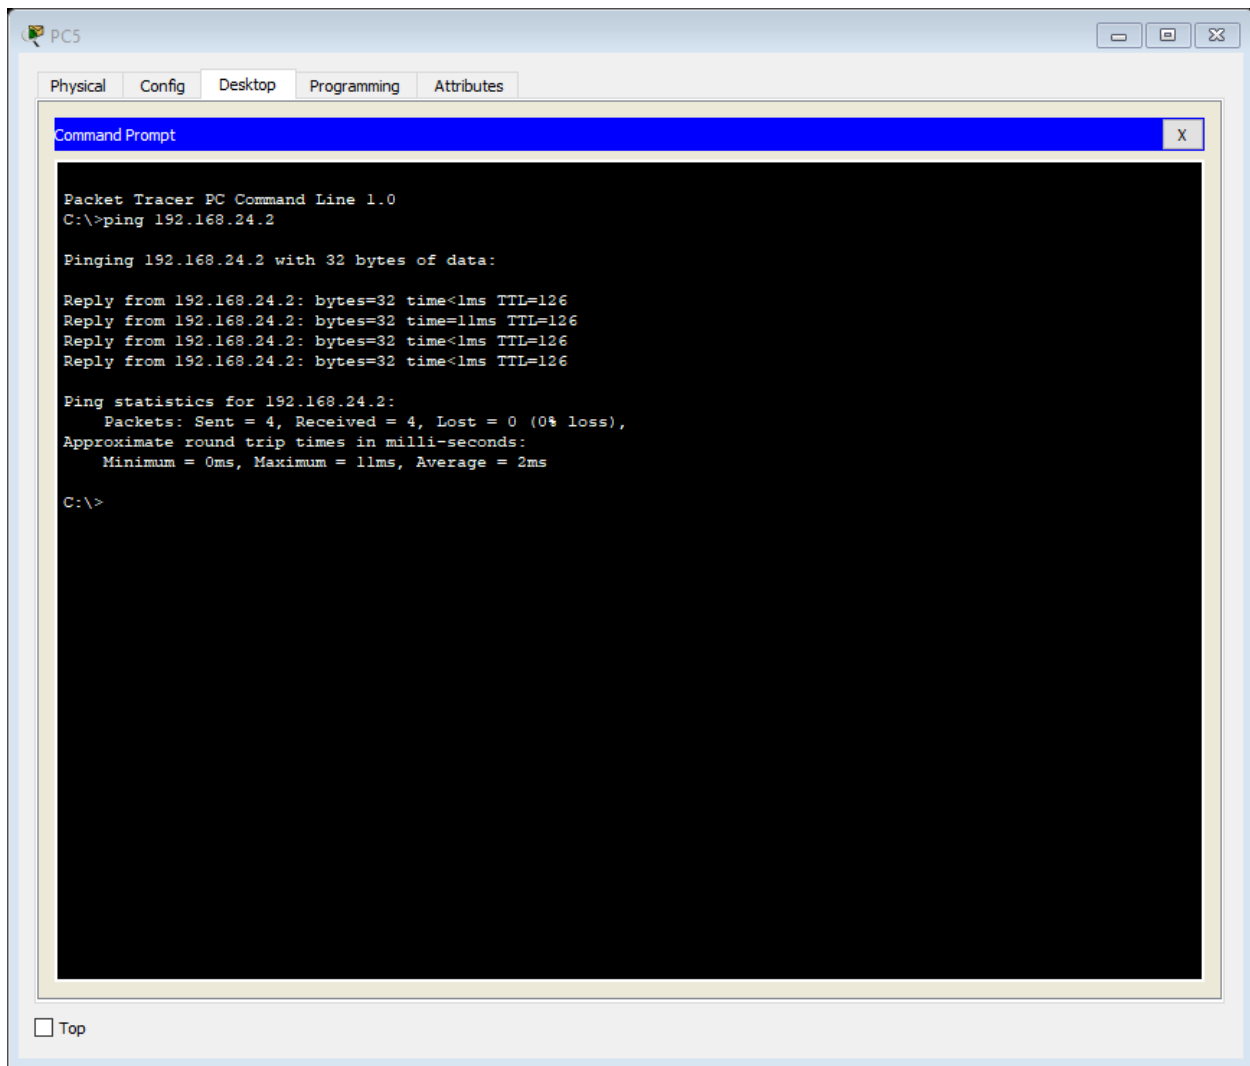 PC5
Physical Config Desktop Programming Attributes
Command Prompt
X
Packet Tracer PC Command Line 1.0
C:\>ping 192.168.24.2
Pinging 192.168.24.2 with 32 bytes of data:
Reply from 192.168.24.2: bytes=32 time<1ms TTL=126
Reply from 192.168.24.2: bytes=32 time=11ms TTL=126
Reply from 192.168.24.2: bytes=32 time<1ms TTL=126
Reply from 192.168.24.2: bytes=32 time<1ms TTL=126
Ping statistics for 192.168.24.2:
Packets: Sent = 4, Received = 4, Lost = 0 (0% loss),
Approximate round trip times in milli-seconds:
Minimum = 0ms, Maximum = 11ms, Average = 2ms
C:\>
Top